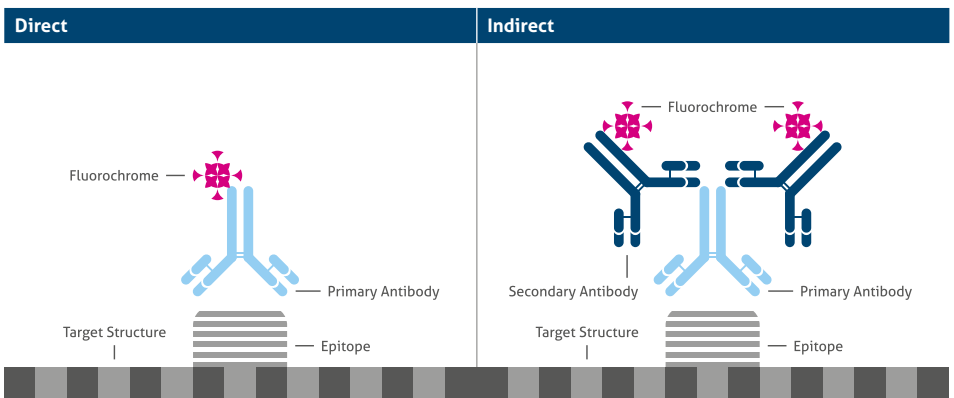 Direct
Indirect
Fluorochrome
Fluorochrome
Primary Antibody
Secondary Antibody
Primary Antibody
Target Structure
Epitope
Target Structure
Epitope